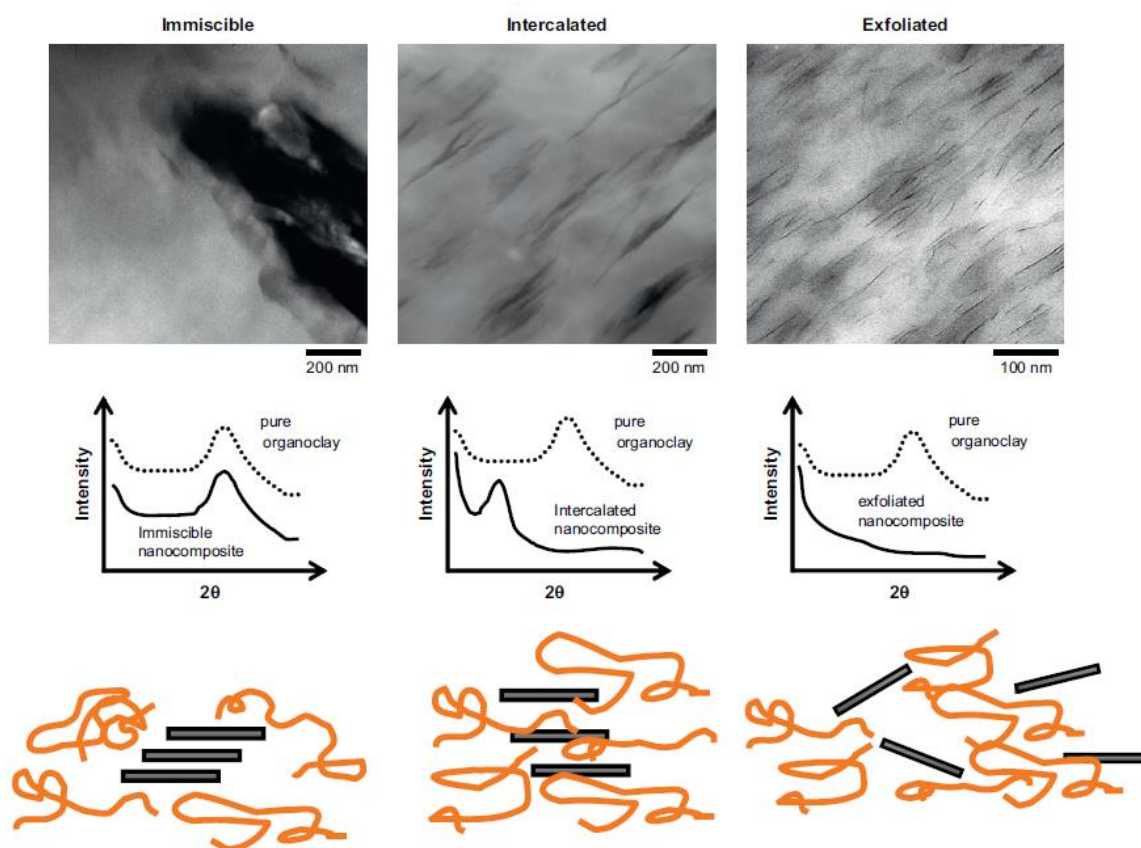 Immiscible
Intercalated
Exfoliated
200 nm
200 nm
100 nm
Intensity
pure
organoclay
Immiscible
nanocomposite
2θ
Intensity
pure
organoclay
Intercalated
nanocomposite
2θ
Intensity
pure
organoclay
exfoliated
nanocomposite
2θ